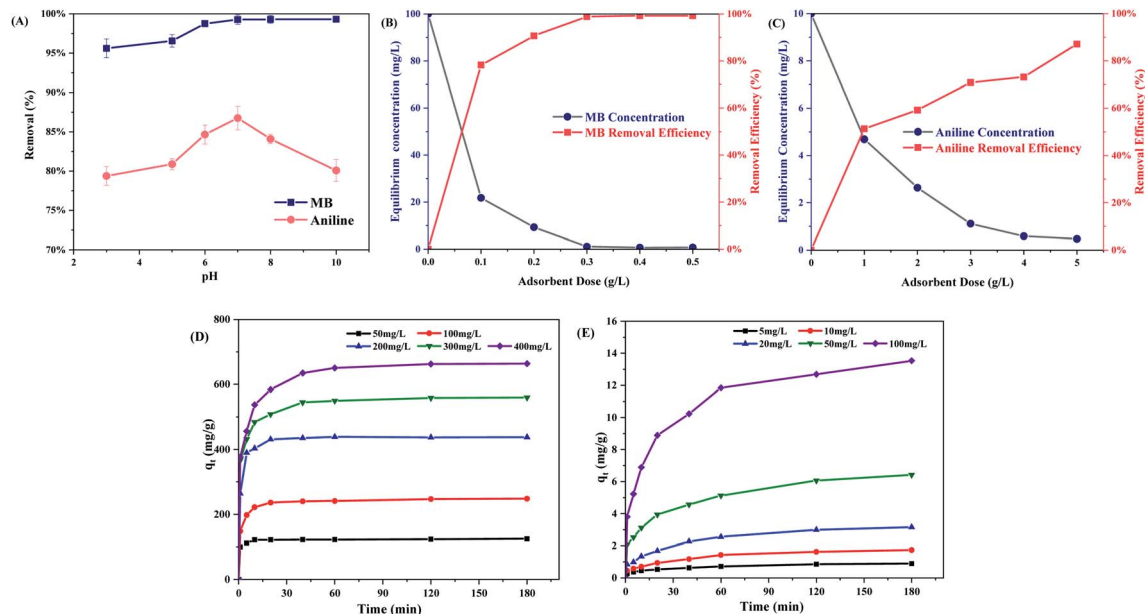 (A)
100%
95%
90%
85%
80%
75%
70%
Removal (%)
MB
Aniline
2
4
6
8
10
pH
(B)
100
80
60
40
20
0
Equilibrium concentration (mg/L)
MB Concentration
MB Removal Efficiency
100%
80%
60%
40%
20%
0%
Removal Efficiency (%)
0.0
0.1
0.2
0.3
0.4
0.5
Adsorbent Dose (g/L)
(C)
10
8
6
4
2
0
Equilibrium Concentration (mg/L)
Aniline Concentration
Aniline Removal Efficiency
100%
80%
60%
40%
20%
0%
Removal Efficiency (%)
0
1
2
3
4
5
Adsorbent Dose (g/L)
(D)
800
600
400
200
0
qt (mg/g)
50mg/L 100mg/L
200mg/L 300mg/L 400mg/L
0
30
60
90
120
150
180
Time (min)
(E)
16
14
12
10
8
6
4
2
0
qt (mg/g)
5mg/L 10mg/L
20mg/L 50mg/L 100mg/L
0
30
60
90
120
150
180
Time (min)